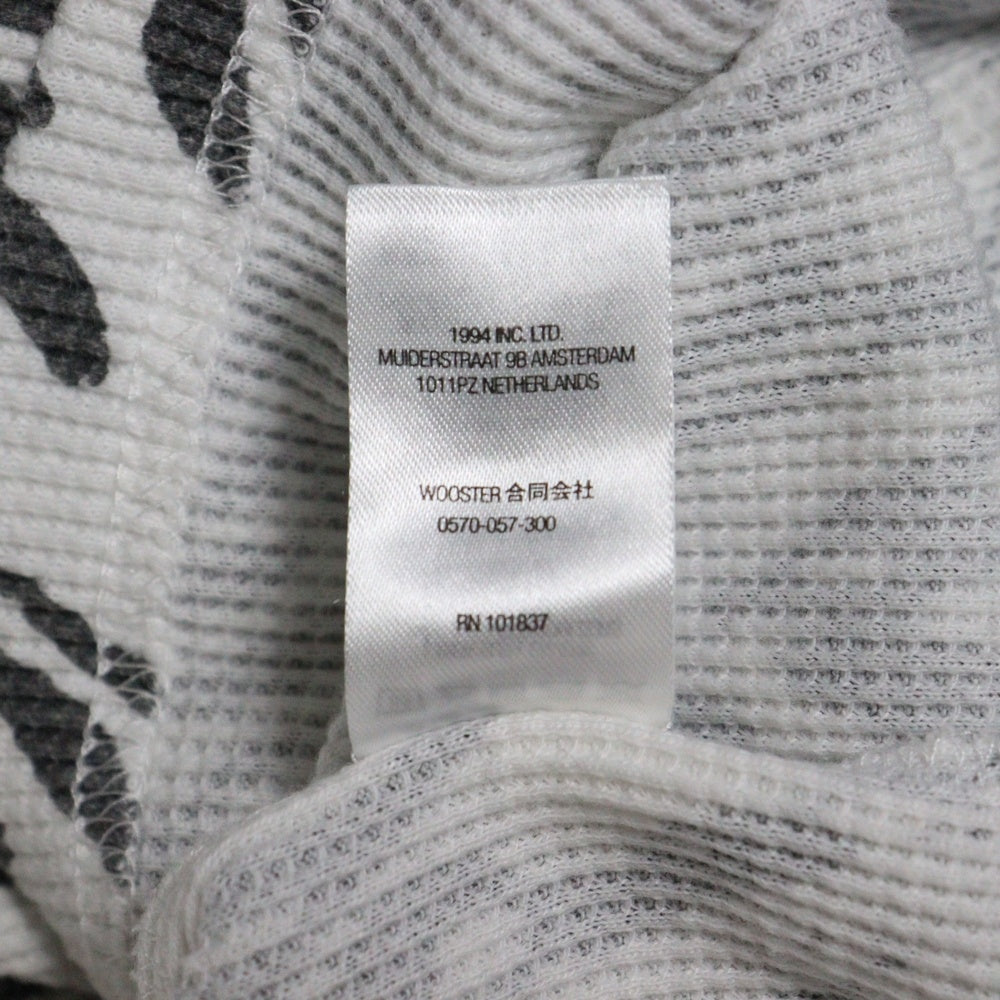 1994 INC. LTD.
MUIDERSTRAAT 9B AMSTERDAM
1011PZ NETHERLANDS
WOOSTER 合同会社
0570-057-300
RN 101837